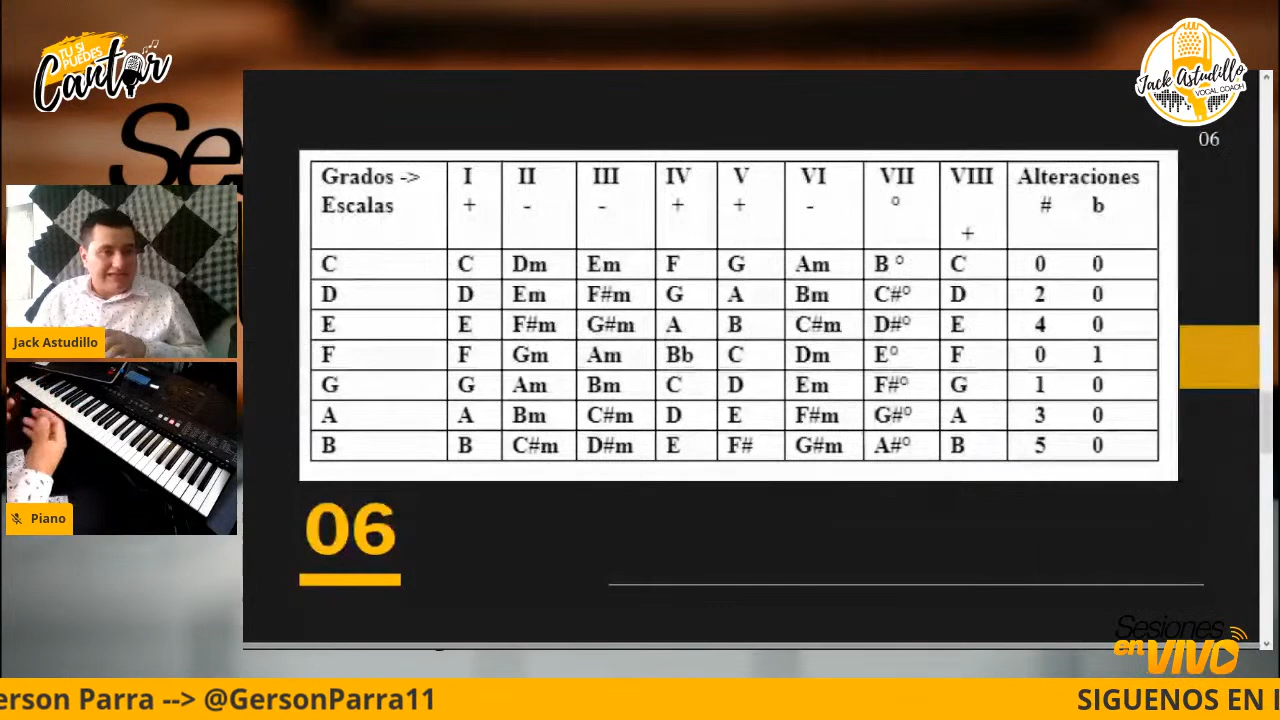 TU SI
PUEDES
Cantar
Jack Astudillo
VOCAL COACH
06
Se
Grados -> I II III IV V VI VII VIII Alteraciones
Escalas + - - + + - ° + # b
C C Dm Em F G Am B ° C 0 0
D D Em F#m G A Bm C#° D 2 0
E E F#m G#m A B C#m D#° E 4 0
F F Gm Am Bb C Dm E° F 0 1
G G Am Bm C D Em F#° G 1 0
A A Bm C#m D E F#m G#° A 3 0
B B C#m D#m E F# G#m A#° B 5 0
Jack Astudillo
Piano
06
Sesiones
en VIVO
erson Parra --> @GersonParra11
SIGUENOS EN